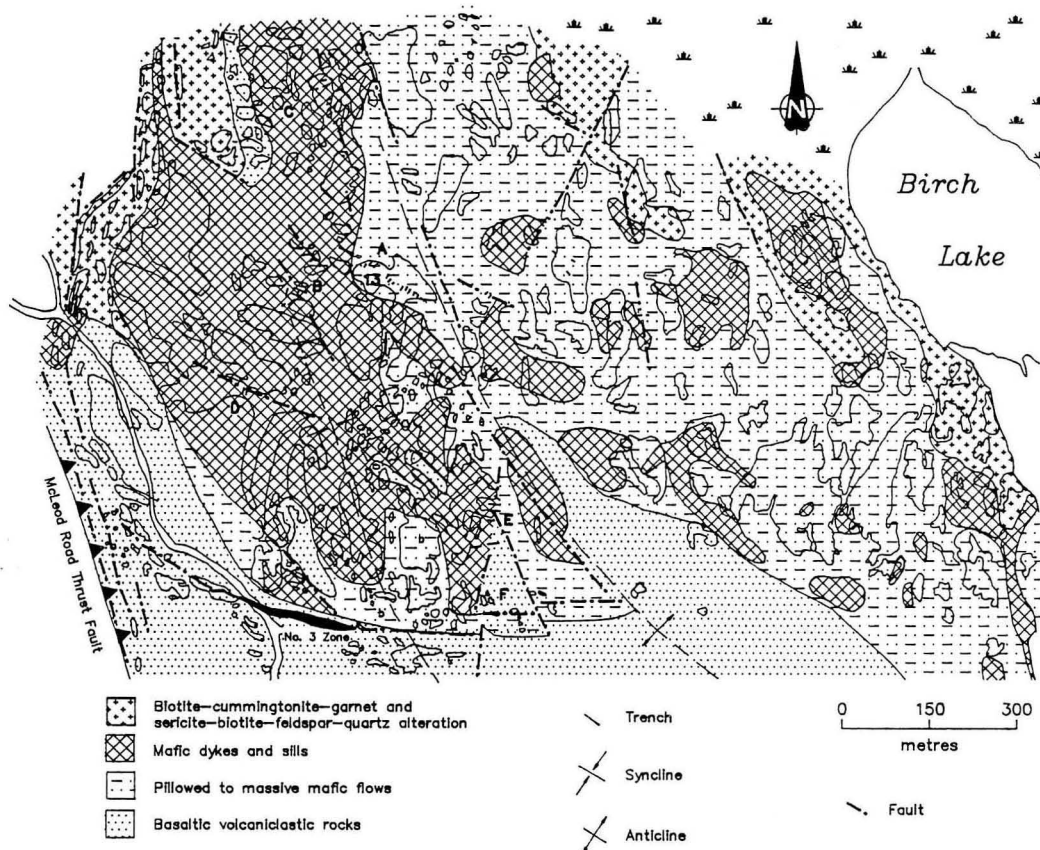 N
Birch
Lake
C
A
13
B
D
E
F
McLeod Road Thrust Fault
No. 3 Zone
Biotite-cummingtonite-garnet and
sericite-biotite-feldspar-quartz alteration
Mafic dykes and sills
Pillowed to massive mafic flows
Basaltic volcaniclastic rocks
Trench
Syncline
Anticline
0 150 300
metres
Fault